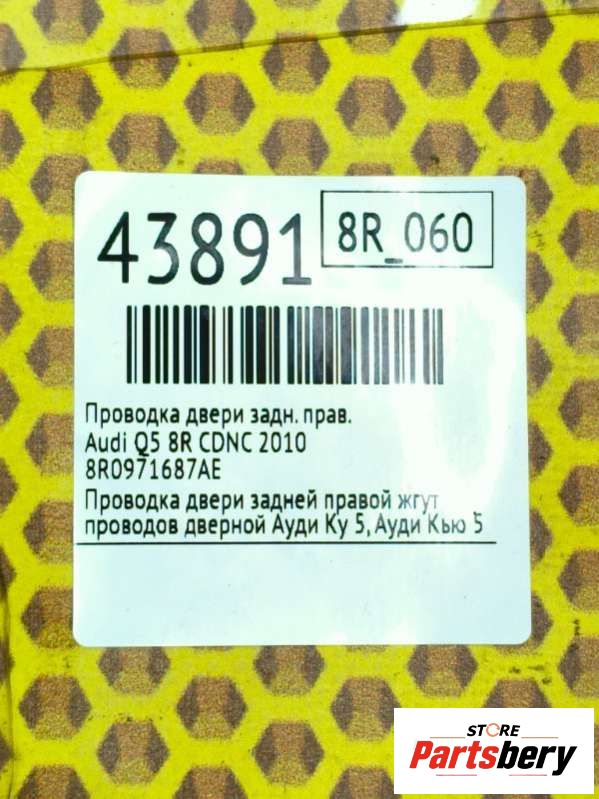 43891
8R_060
Проводка двери задн. прав.
Audi Q5 8R CDNC 2010
8R0971687AE
Проводка двери задней правой жгут
проводов дверной Ауди Ку 5, Ауди Кью 5
STORE
Partsbery